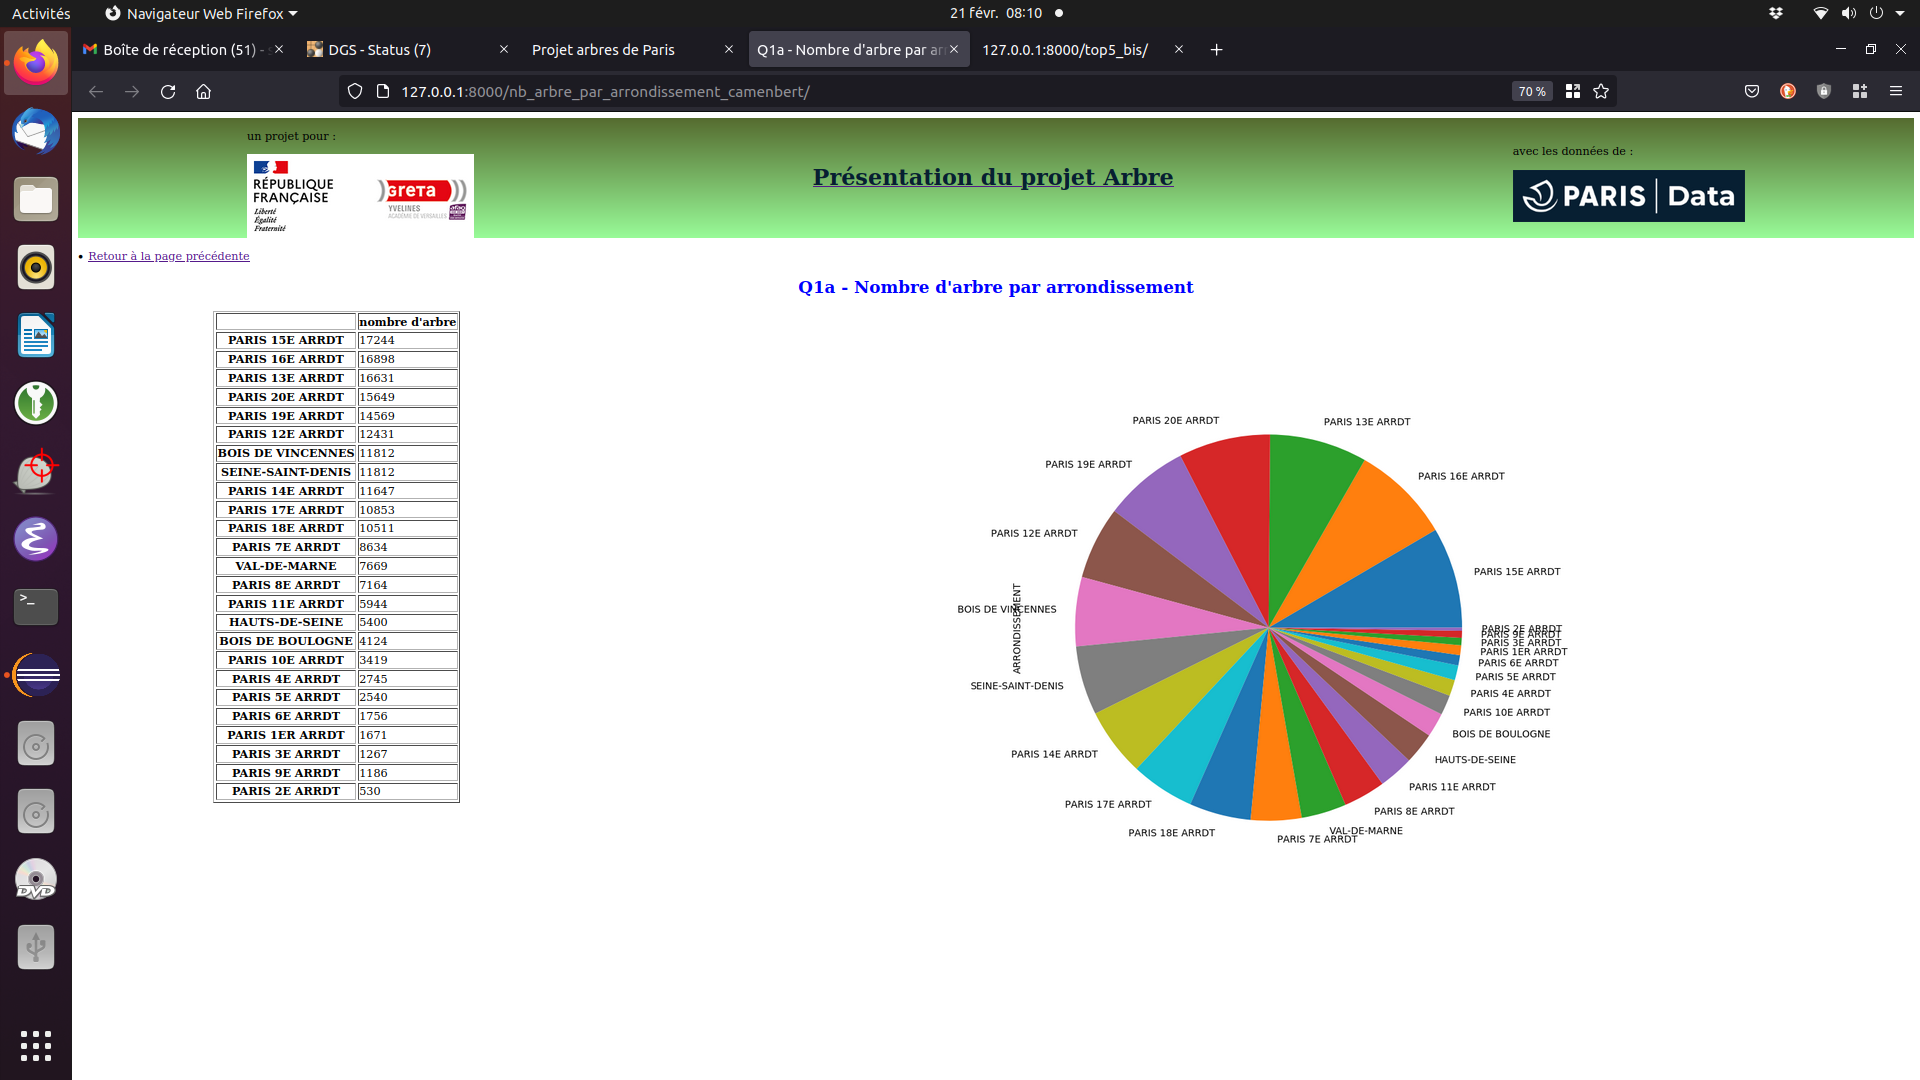 Activités
Navigateur Web Firefox
21 févr. 08:10
Boîte de réception (51) -
DGS - Status (7)
Projet arbres de Paris
Q1a - Nombre d'arbre par ar
127.0.0.1:8000/top5_bis/
127.0.0.1:8000/nb_arbre_par_arrondissement_camenbert/
70 %
un projet pour :
RÉPUBLIQUE
FRANÇAISE
Liberté
Égalité
Fraternité
GRETA
YVELINES
ACADÉMIE DE VERSAILLES
Présentation du projet Arbre
avec les données de :
PARIS | Data
• Retour à la page précédente
Q1a - Nombre d'arbre par arrondissement
nombre d'arbre
PARIS 15E ARRDT 17244
PARIS 16E ARRDT 16898
PARIS 13E ARRDT 16631
PARIS 20E ARRDT 15649
PARIS 19E ARRDT 14569
PARIS 12E ARRDT 12431
BOIS DE VINCENNES 11812
SEINE-SAINT-DENIS 11812
PARIS 14E ARRDT 11647
PARIS 17E ARRDT 10853
PARIS 18E ARRDT 10511
PARIS 7E ARRDT 8634
VAL-DE-MARNE 7669
PARIS 8E ARRDT 7164
PARIS 11E ARRDT 5944
HAUTS-DE-SEINE 5400
BOIS DE BOULOGNE 4124
PARIS 10E ARRDT 3419
PARIS 4E ARRDT 2745
PARIS 5E ARRDT 2540
PARIS 6E ARRDT 1756
PARIS 1ER ARRDT 1671
PARIS 3E ARRDT 1267
PARIS 9E ARRDT 1186
PARIS 2E ARRDT 530
PARIS 20E ARRDT
PARIS 13E ARRDT
PARIS 19E ARRDT
PARIS 16E ARRDT
PARIS 12E ARRDT
PARIS 15E ARRDT
BOIS DE VINCENNES
ARRONDISSEMENT
PARIS 2E ARRDT
PARIS 9E ARRDT
PARIS 3E ARRDT
PARIS 1ER ARRDT
PARIS 6E ARRDT
PARIS 5E ARRDT
SEINE-SAINT-DENIS
PARIS 4E ARRDT
PARIS 10E ARRDT
BOIS DE BOULOGNE
PARIS 14E ARRDT
HAUTS-DE-SEINE
PARIS 11E ARRDT
PARIS 17E ARRDT
PARIS 8E ARRDT
PARIS 18E ARRDT
VAL-DE-MARNE
PARIS 7E ARRDT
DVD